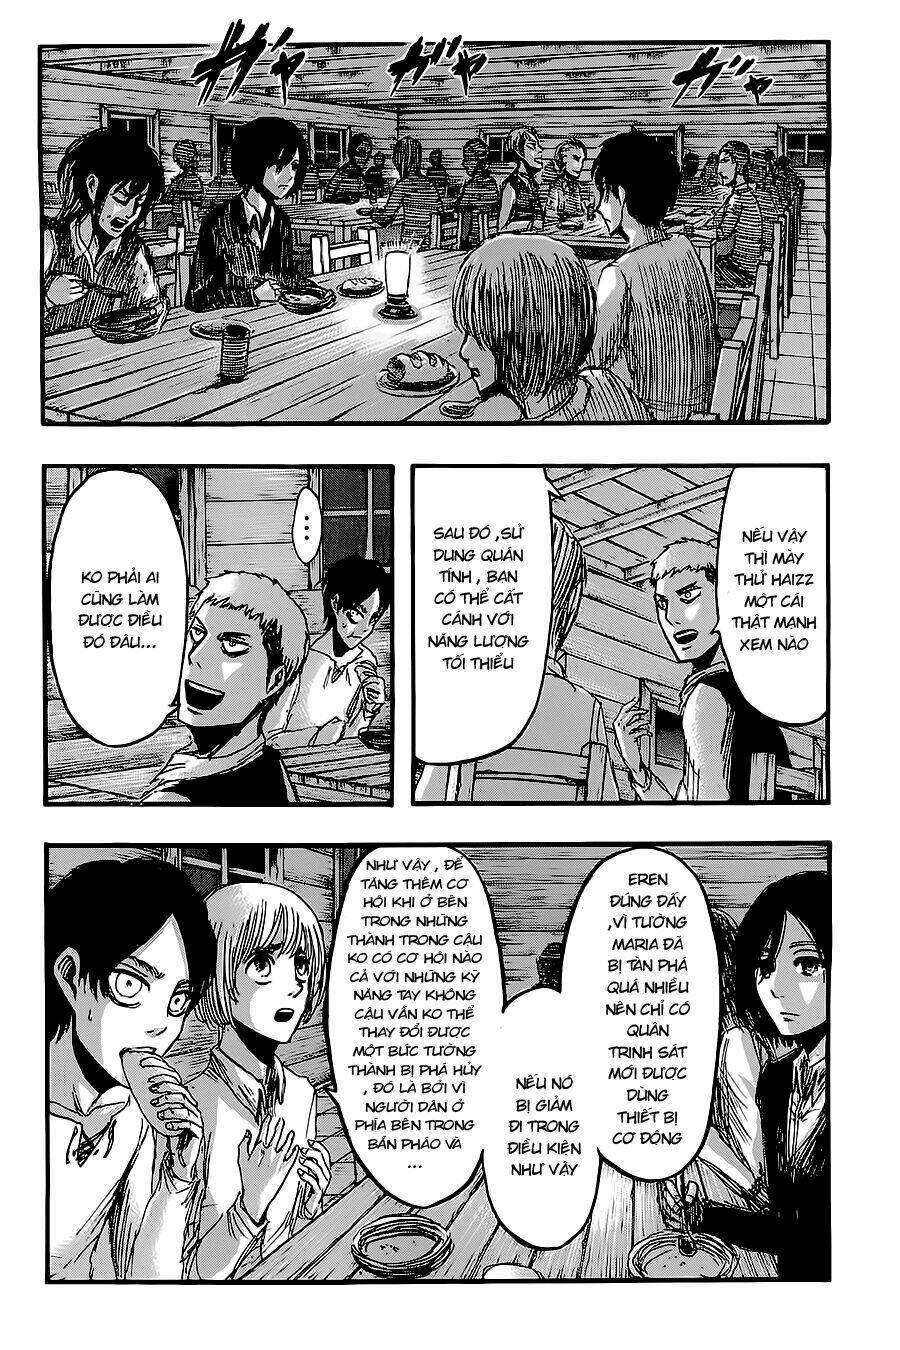 ガヤ
ガヤ
ガヤ
NẾU VẬY
THÌ MÀY
THỬ HAIZZ
MỘT CÁI
THẬT MẠNH
XEM NÀO
SAU ĐÓ ,SỬ
DỤNG QUÁN
TÍNH , BẠN
CÓ THỂ CẤT
CÁNH VỚI
NĂNG LƯỢNG
TỐI THIỂU
...
KO PHẢI AI
CŨNG LÀM
ĐƯỢC ĐIỀU
ĐÓ ĐÂU...
EREN
ĐÚNG ĐẤY
,VÌ TƯỜNG
MARIA ĐÃ
BỊ TÀN PHÁ
QUÁ NHIỀU
NÊN CHỈ CÓ
QUÂN
TRINH SÁT
MỚI ĐƯỢC
DÙNG
THIẾT BỊ
CƠ ĐỘNG
NẾU NÓ
BỊ GIẢM
ĐI TRONG
ĐIỀU KIỆN
NHƯ VẬY
NHƯ VẬY , ĐỂ
TĂNG THÊM CƠ
HỘI KHI Ở BÊN
TRONG NHỮNG
THÀNH TRONG CẬU
KO CÓ CƠ HỘI NÀO
CẢ VỚI NHỮNG KỸ
NĂNG TAY KHÔNG
CẬU VẪN KO THỂ
THAY ĐỔI ĐƯỢC
MỘT BỨC TƯỜNG
THÀNH BỊ PHÁ HỦY
, ĐÓ LÀ BỞI VÌ
NGƯỜI DÂN Ở
PHÍA BÊN TRONG
BẮN PHÁO VÀ
...